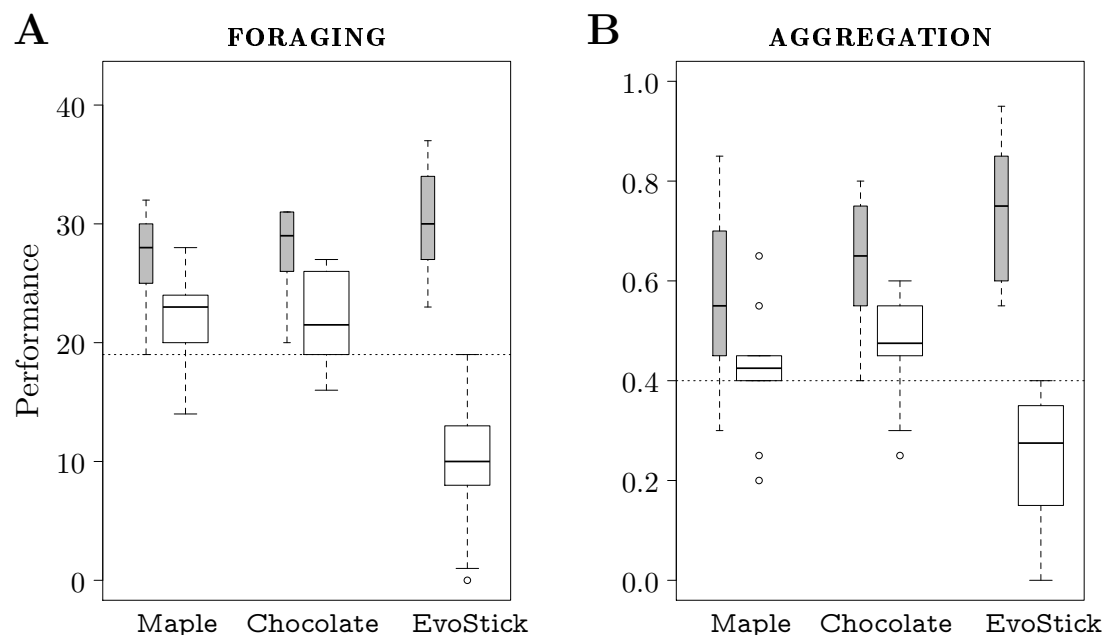 A FORAGING
Performance
40
30
20
10
0
Maple Chocolate EvoStick
B AGGREGATION
1.0
0.8
0.6
0.4
0.2
0.0
Maple Chocolate EvoStick